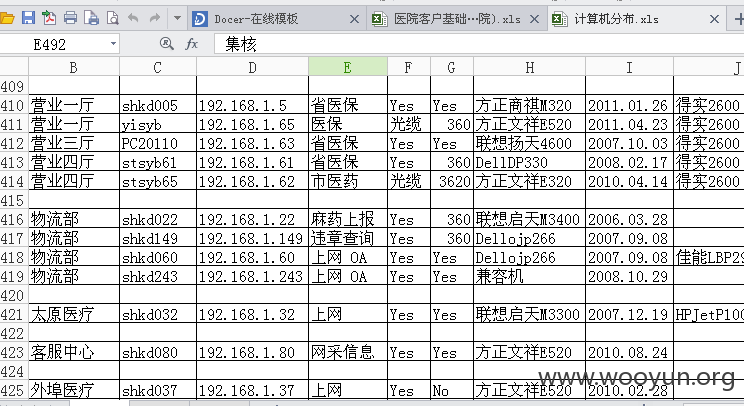 Docer-在线模板 医院客户基础…院).xls 计算机分布.xls
E492 集核
B C D E F G H I J
409
410 营业一厅 shkd005 192.168.1.5 省医保 Yes Yes 方正商祺M320 2011.01.26 得实2600
411 营业一厅 yisyb 192.168.1.65 医保 光缆 360 方正文祥E520 2011.04.23 得实2600
412 营业三厅 PC20110 192.168.1.63 省医保 Yes Yes 联想扬天4600 2007.10.03 得实2600
413 营业四厅 stsyb61 192.168.1.61 省医保 Yes 360 DellDP330 2008.02.17 得实2600
414 营业四厅 stsyb65 192.168.1.62 市医药 光缆 3620 方正文祥E320 2010.04.14 得实2600
415
416 物流部 shkd022 192.168.1.22 麻药上报 Yes 360 联想启天M3400 2006.03.28
417 物流部 shkd149 192.168.1.149 违章查询 Yes 360 Dellojp266 2007.09.08
418 物流部 shkd060 192.168.1.60 上网 OA Yes Yes Dellojp266 2007.09.08 佳能LBP29
419 物流部 shkd243 192.168.1.243 上网 OA Yes Yes 兼容机 2008.10.29
420
421 太原医疗 shkd032 192.168.1.32 上网 Yes Yes 联想启天M3300 2007.12.19 HPJetP100
422
423 客服中心 shkd080 192.168.1.80 网采信息 Yes Yes 方正文祥E520 2010.08.24
424
425 外埠医疗 shkd037 192.168.1.37 上网 Yes No 方正文祥E520 2010.02.28
www.wooyun.org